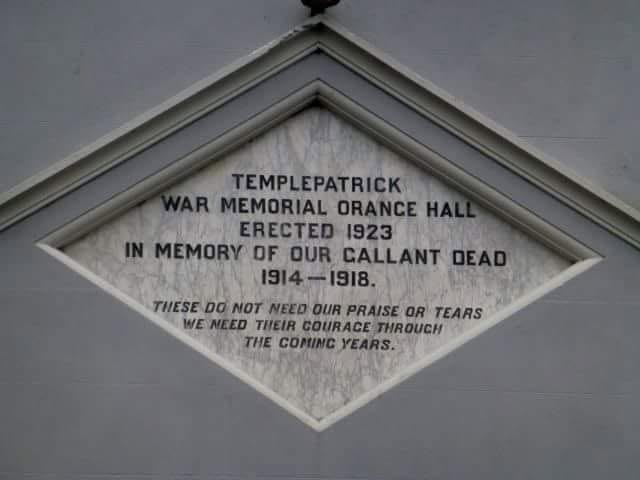 TEMPLEPATRICK
WAR MEMORIAL ORANGE HALL
ERECTED 1923
IN MEMORY OF OUR GALLANT DEAD
1914—1918.
THESE DO NOT NEED OUR PRAISE OR TEARS
WE NEED THEIR COURAGE THROUGH
THE COMING YEARS.